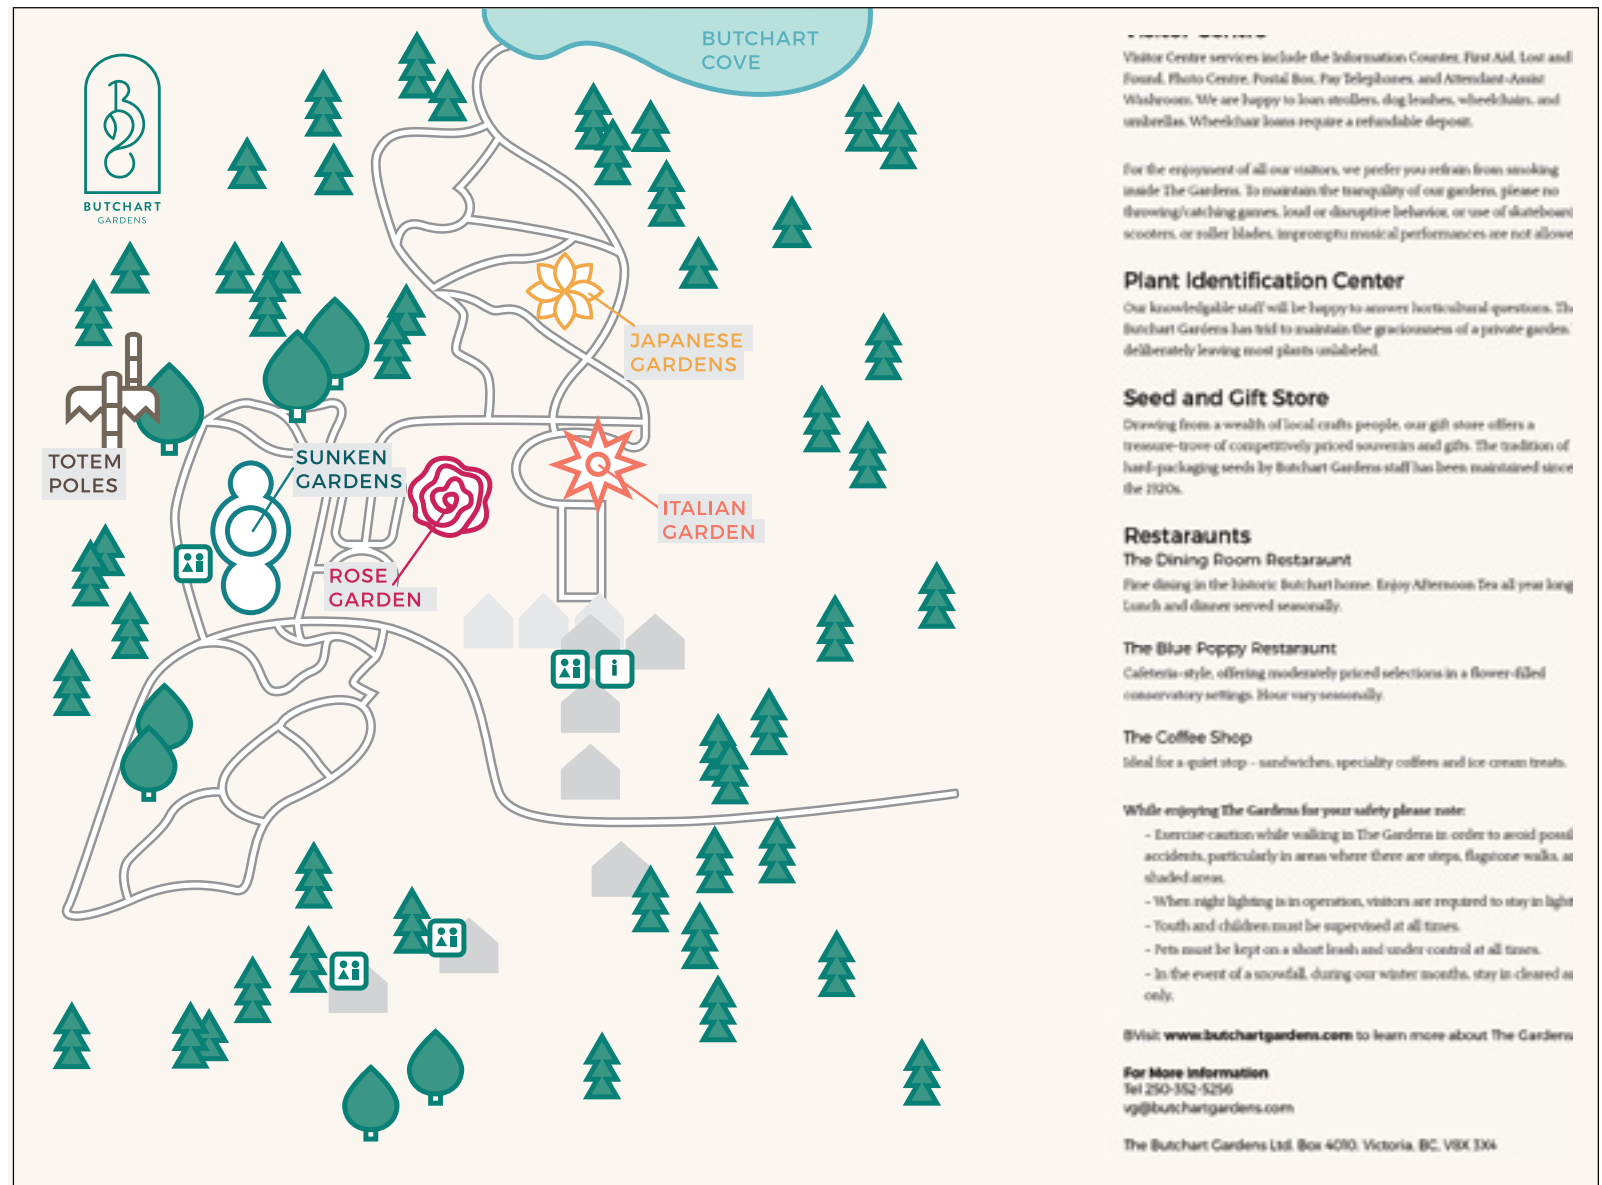 BUTCHART
GARDENS
BUTCHART
COVE
JAPANESE
GARDENS
TOTEM
POLES
SUNKEN
GARDENS
ITALIAN
GARDEN
ROSE
GARDEN
i
Visitor Centre
Visitor Centre services include the Information Counter, First Aid, Lost and
Found, Photo Centre, Postal Box, Pay Telephones, and Attendant-Assist
Washroom. We are happy to loan strollers, dog leashes, wheelchairs, and
umbrellas. Wheelchair loans require a refundable deposit.
For the enjoyment of all our visitors, we prefer you refrain from smoking
inside The Gardens. To maintain the tranquility of our gardens, please no
throwing/catching games, loud or disruptive behavior, or use of skateboard
scooters, or roller blades, impromptu musical performances are not allowe
Plant Identification Center
Our knowledgable staff will be happy to answer horticultural questions. Th
Butchart Gardens has trid to maintain the graciousness of a private garden
deliberately leaving most plants unlabeled.
Seed and Gift Store
Drawing from a wealth of local crafts people, our gift store offers a
treasure-trove of competitively priced souvenirs and gifts. The tradition of
hard-packaging seeds by Butchart Gardens staff has been maintained since
the 1920s.
Restaraunts
The Dining Room Restaraunt
Fine dining in the historic Butchart home. Enjoy Afternoon Tea all year long
Lunch and dinner served seasonally.
The Blue Poppy Restaraunt
Cafeteria-style, offering moderately priced selections in a flower-filled
conservatory settings. Hour vary seasonally.
The Coffee Shop
Ideal for a quiet stop - sandwiches, speciality coffees and ice cream treats.
While enjoying The Gardens for your safety please note:
- Exercise caution while walking in The Gardens in order to avoid possi
accidents, particularly in areas where there are steps, flagstone walks, a
shaded areas.
- When night lighting is in operation, visitors are required to stay in light
- Youth and children must be supervised at all times.
- Pets must be kept on a short leash and under control at all times.
- In the event of a snowfall, during our winter months, stay in cleared a
only.
BVisit www.butchartgardens.com to learn more about The Gardens
For More Information
Tel 250-352-5256
vg@butchartgardens.com
The Butchart Gardens Ltd. Box 4010. Victoria, BC, V8X 3X4